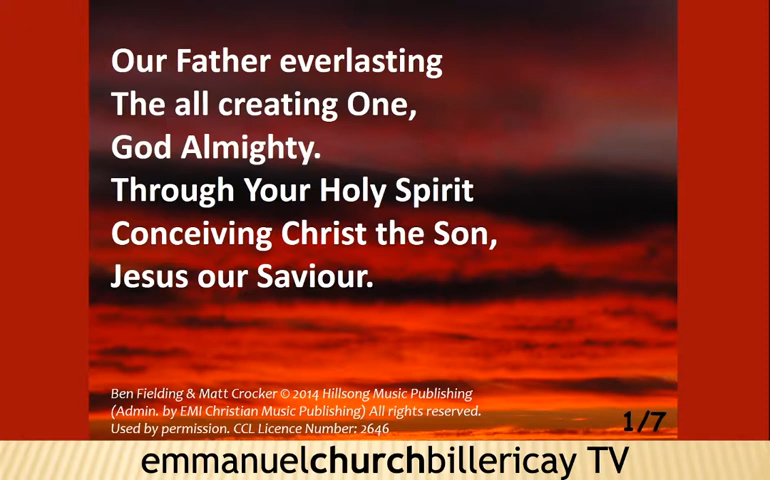 Our Father everlasting
The all creating One,
God Almighty.
Through Your Holy Spirit
Conceiving Christ the Son,
Jesus our Saviour.
Ben Fielding & Matt Crocker © 2014 Hillsong Music Publishing
(Admin. by EMI Christian Music Publishing) All rights reserved.
Used by permission. CCL Licence Number: 2646
1/7
emmanuelchurchbillericay TV